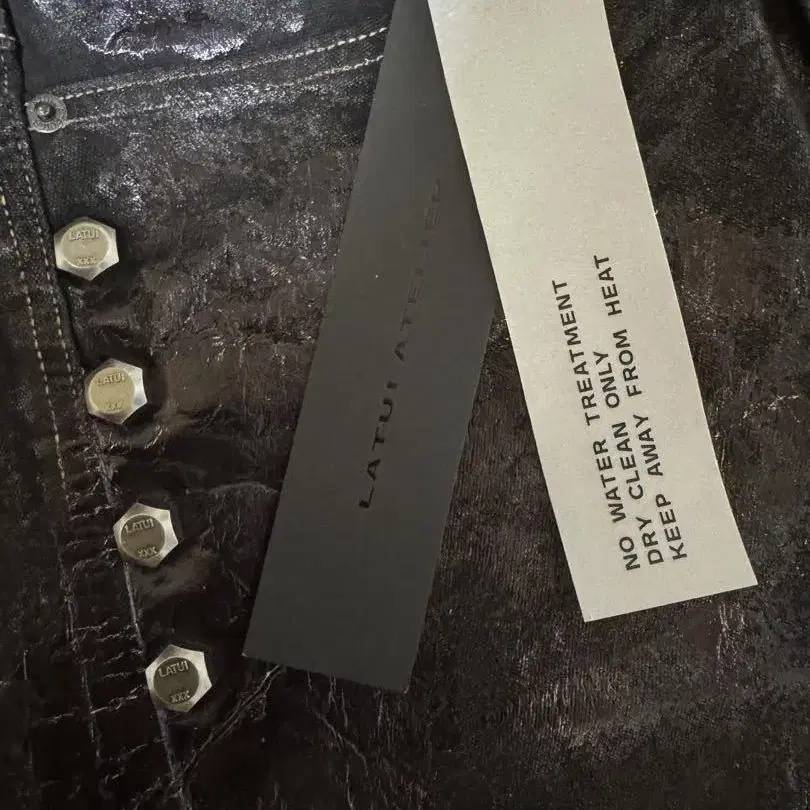 LATUI
XXX
LATUI
XXX
LATUI
XXX
LATUI
XXX
LATUI ATELIER
NO WATER TREATMENT
DRY CLEAN ONLY
KEEP AWAY FROM HEAT